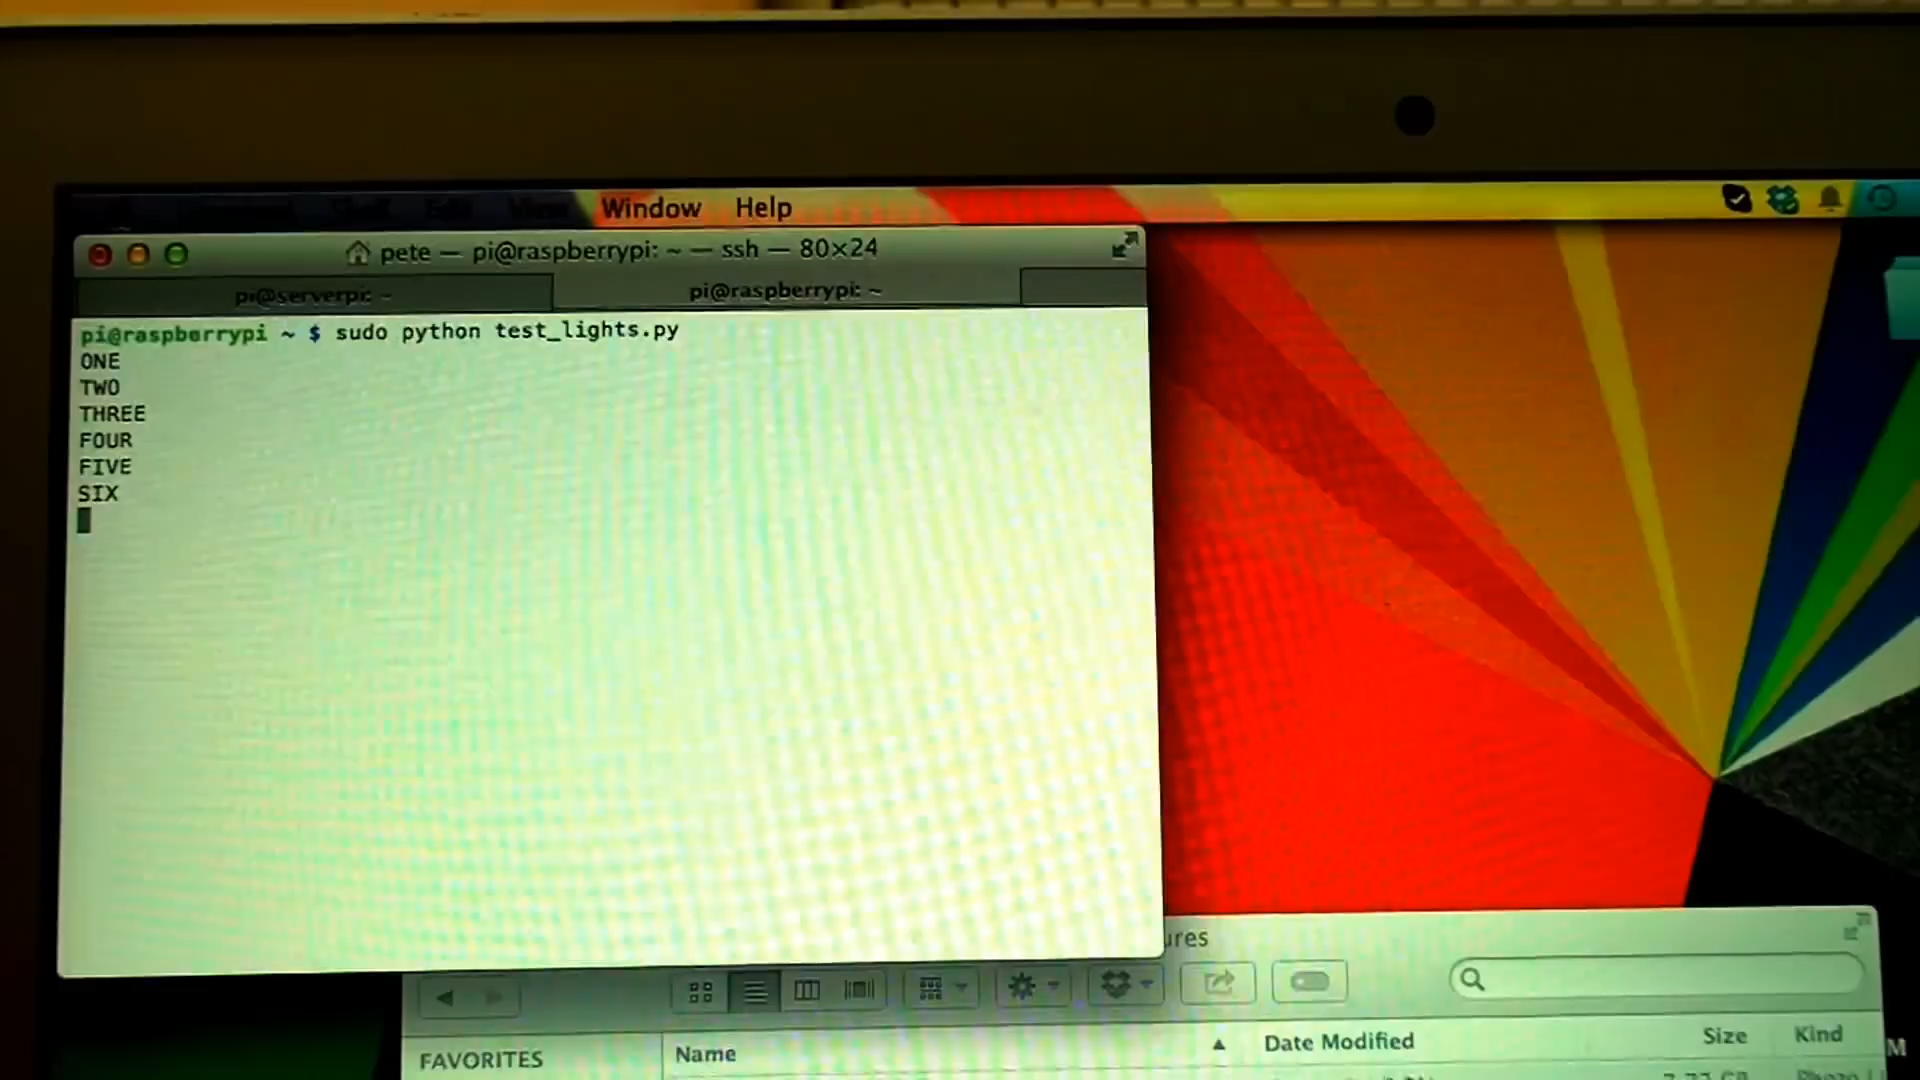 Window Help
pete — pi@raspberrypi: ~ — ssh — 80×24
pi@serverpi: ~
pi@raspberrypi: ~
pi@raspberrypi ~ $ sudo python test_lights.py
ONE
TWO
THREE
FOUR
FIVE
SIX
ures
FAVORITES
Name
Date Modified
Size
Kind